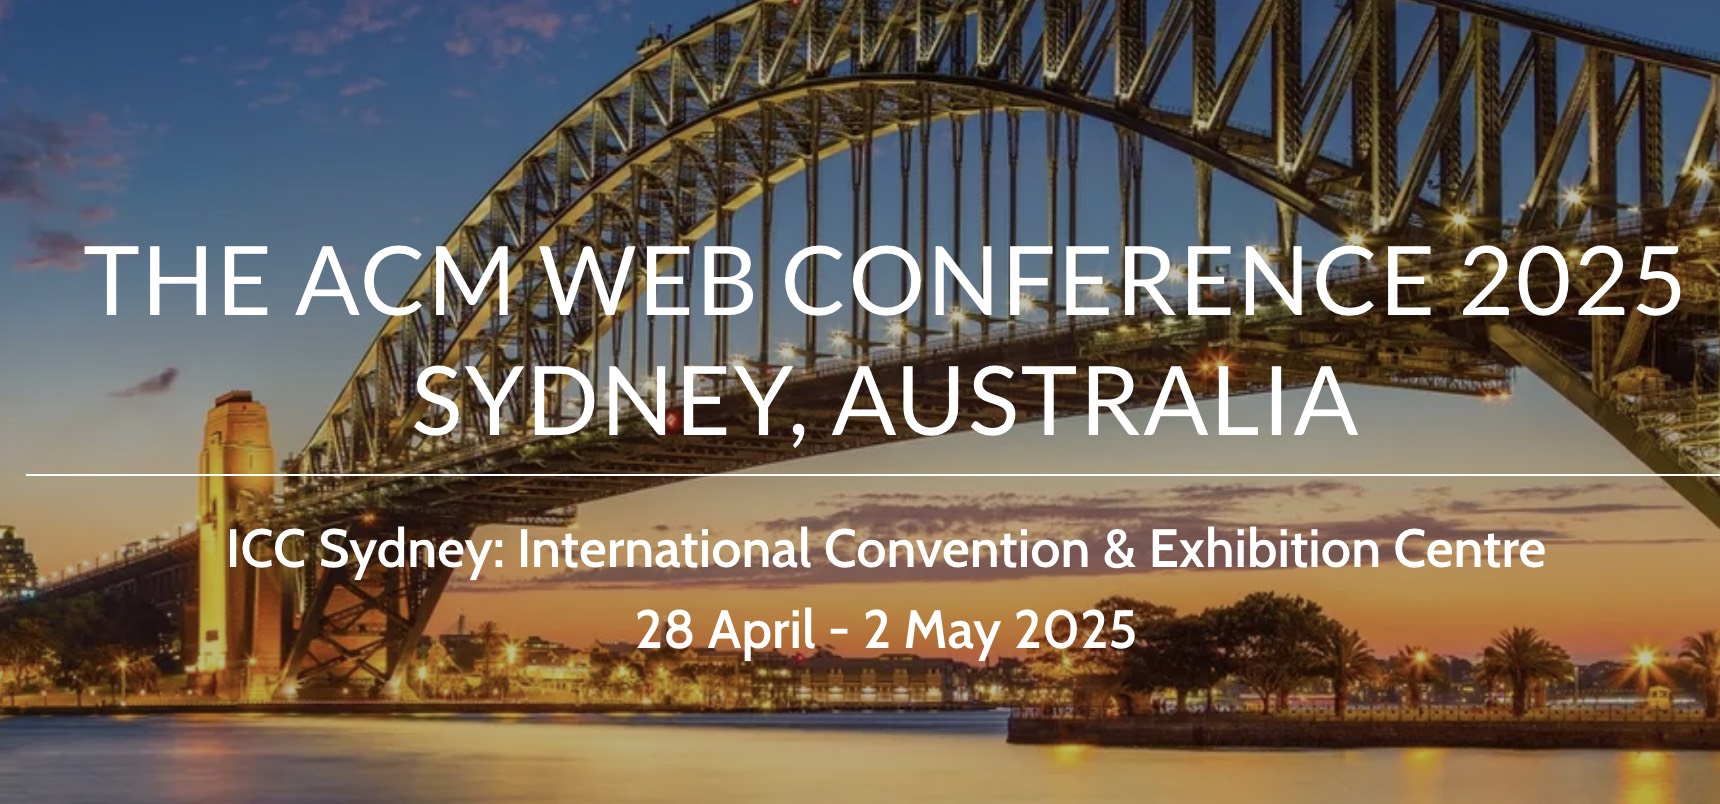 THE ACM WEB CONFERENCE 2025
SYDNEY, AUSTRALIA
ICC Sydney: International Convention & Exhibition Centre
28 April - 2 May 2025